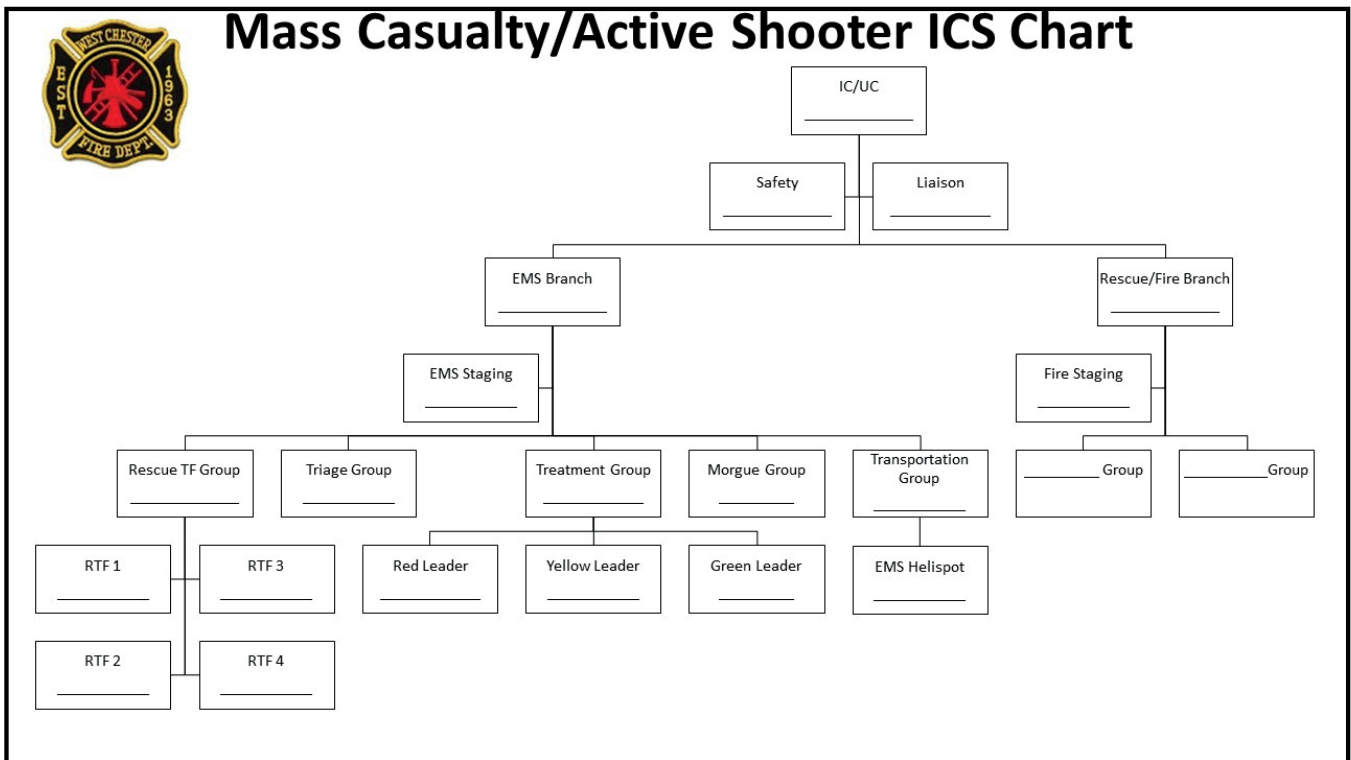 Mass Casualty/Active Shooter ICS Chart
WEST CHESTER
EST
1963
FIRE DEPT.
IC/UC
Safety
Liaison
EMS Branch
Rescue/Fire Branch
EMS Staging
Fire Staging
Rescue TF Group
Triage Group
Treatment Group
Morgue Group
Transportation
Group
Group
Group
RTF 1
RTF 3
Red Leader
Yellow Leader
Green Leader
EMS Helispot
RTF 2
RTF 4